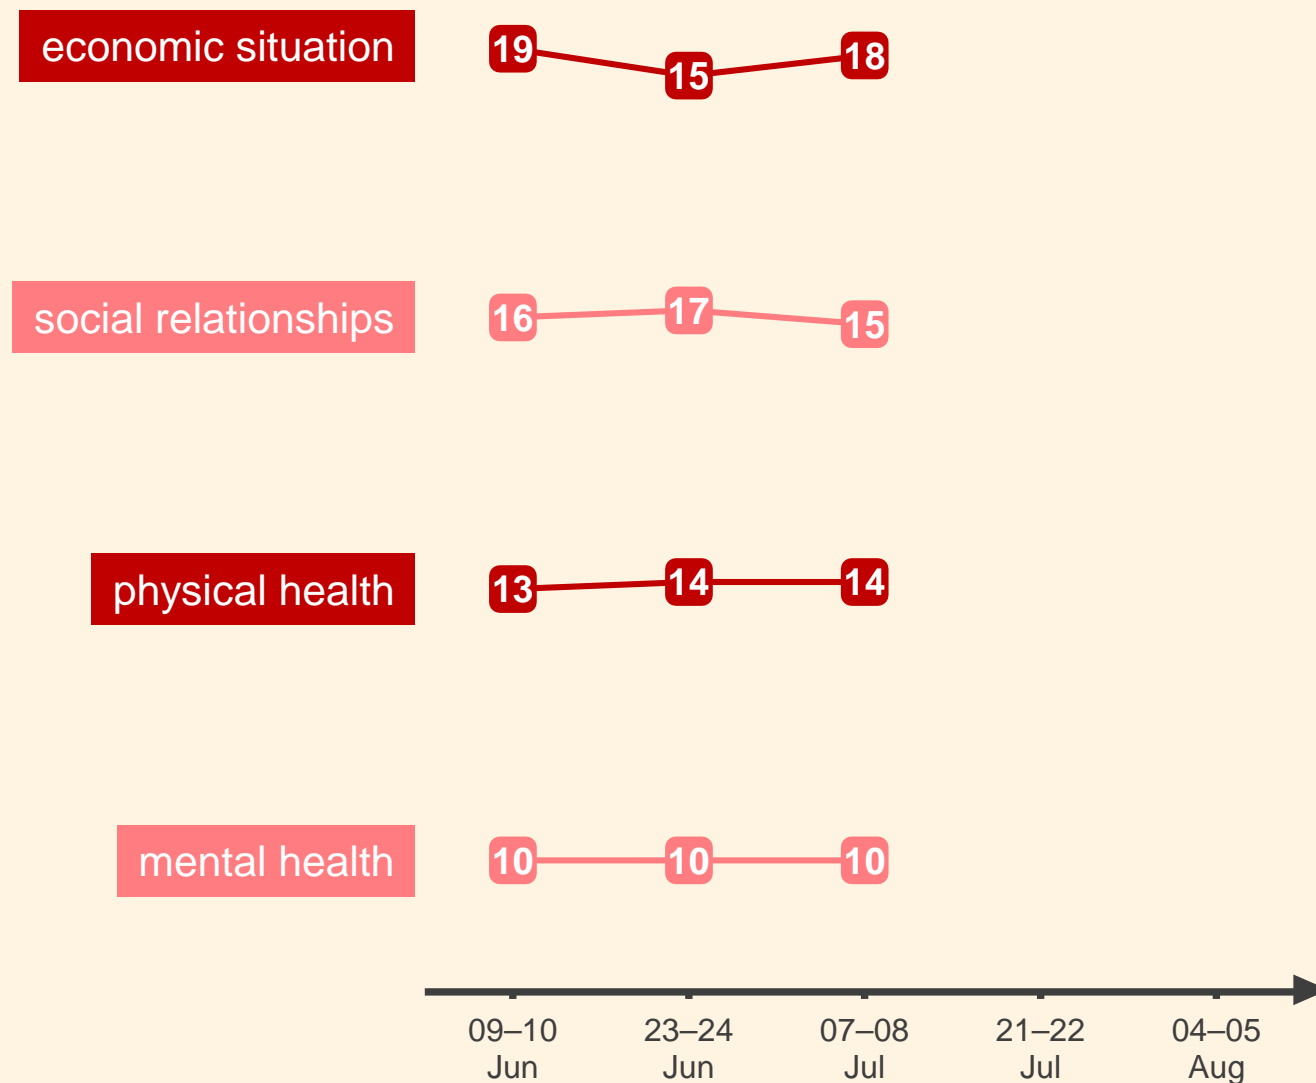 economic situation
19
15
18
social relationships
16
17
15
physical health
13
14
14
mental health
10
10
10
09–10
Jun
23–24
Jun
07–08
Jul
21–22
Jul
04–05
Aug